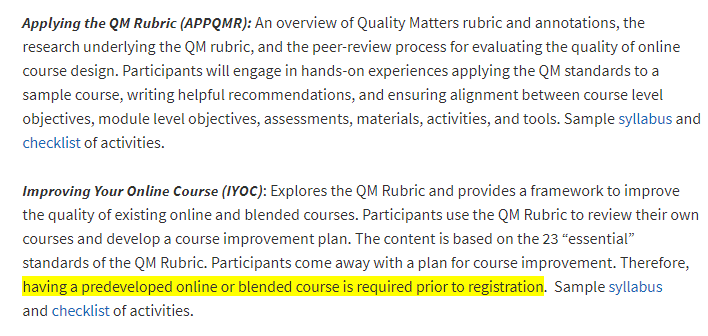 Applying the QM Rubric (APPQMR): An overview of Quality Matters rubric and annotations, the
research underlying the QM rubric, and the peer-review process for evaluating the quality of online
course design. Participants will engage in hands-on experiences applying the QM standards to a
sample course, writing helpful recommendations, and ensuring alignment between course level
objectives, module level objectives, assessments, materials, activities, and tools. Sample syllabus and
checklist of activities.
Improving Your Online Course (IYOC): Explores the QM Rubric and provides a framework to improve
the quality of existing online and blended courses. Participants use the QM Rubric to review their own
courses and develop a course improvement plan. The content is based on the 23 “essential”
standards of the QM Rubric. Participants come away with a plan for course improvement. Therefore,
having a predeveloped online or blended course is required prior to registration. Sample syllabus
and checklist of activities.